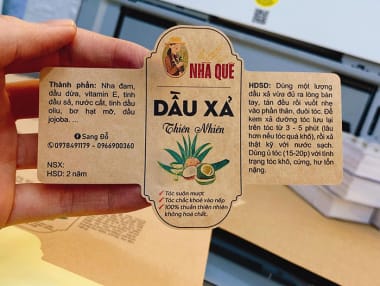 NHÀ QUÊ
DẦU XẢ
Thiên Nhiên
✓ Tóc suôn mượt
✓ Tóc chắc khoẻ vào nếp
✓ 100% thuần thiên nhiên
không hoá chất.
Thành phần: Nha đam,
dầu dừa, vitamin E, tinh
dầu sả, nước cất, tinh dầu
oliu, bơ hạt mỡ, dầu
jojoba. ...
Sang Đỗ
0978491179 - 0966900360
NSX:
HSD: 2 năm
HDSD: Dùng một lượng
dầu xả vừa đủ ra lòng bàn
tay, tán đều rồi vuốt nhẹ
vào phần thân, đuôi tóc. Để
kem xả dưỡng tóc lưu lại
trên tóc từ 3 - 5 phút (lâu
hơn nếu tóc quá khô), rồi xả
thật kỹ với nước sạch.
Dùng ủ tóc (15-20p) với tình
trạng tóc khô, cứng, hư tổn
nặng.